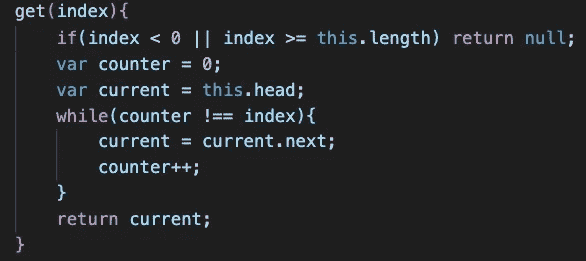 get(index){
    if(index < 0 || index >= this.length) return null;
    var counter = 0;
    var current = this.head;
    while(counter !== index){
        current = current.next;
        counter++;
    }
    return current;
}